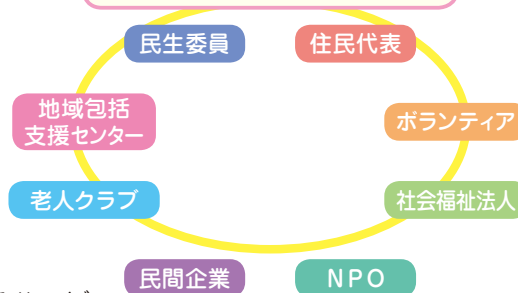 民生委員
住民代表
地域包括
支援センター
ボランティア
老人クラブ
社会福祉法人
民間企業
NPO